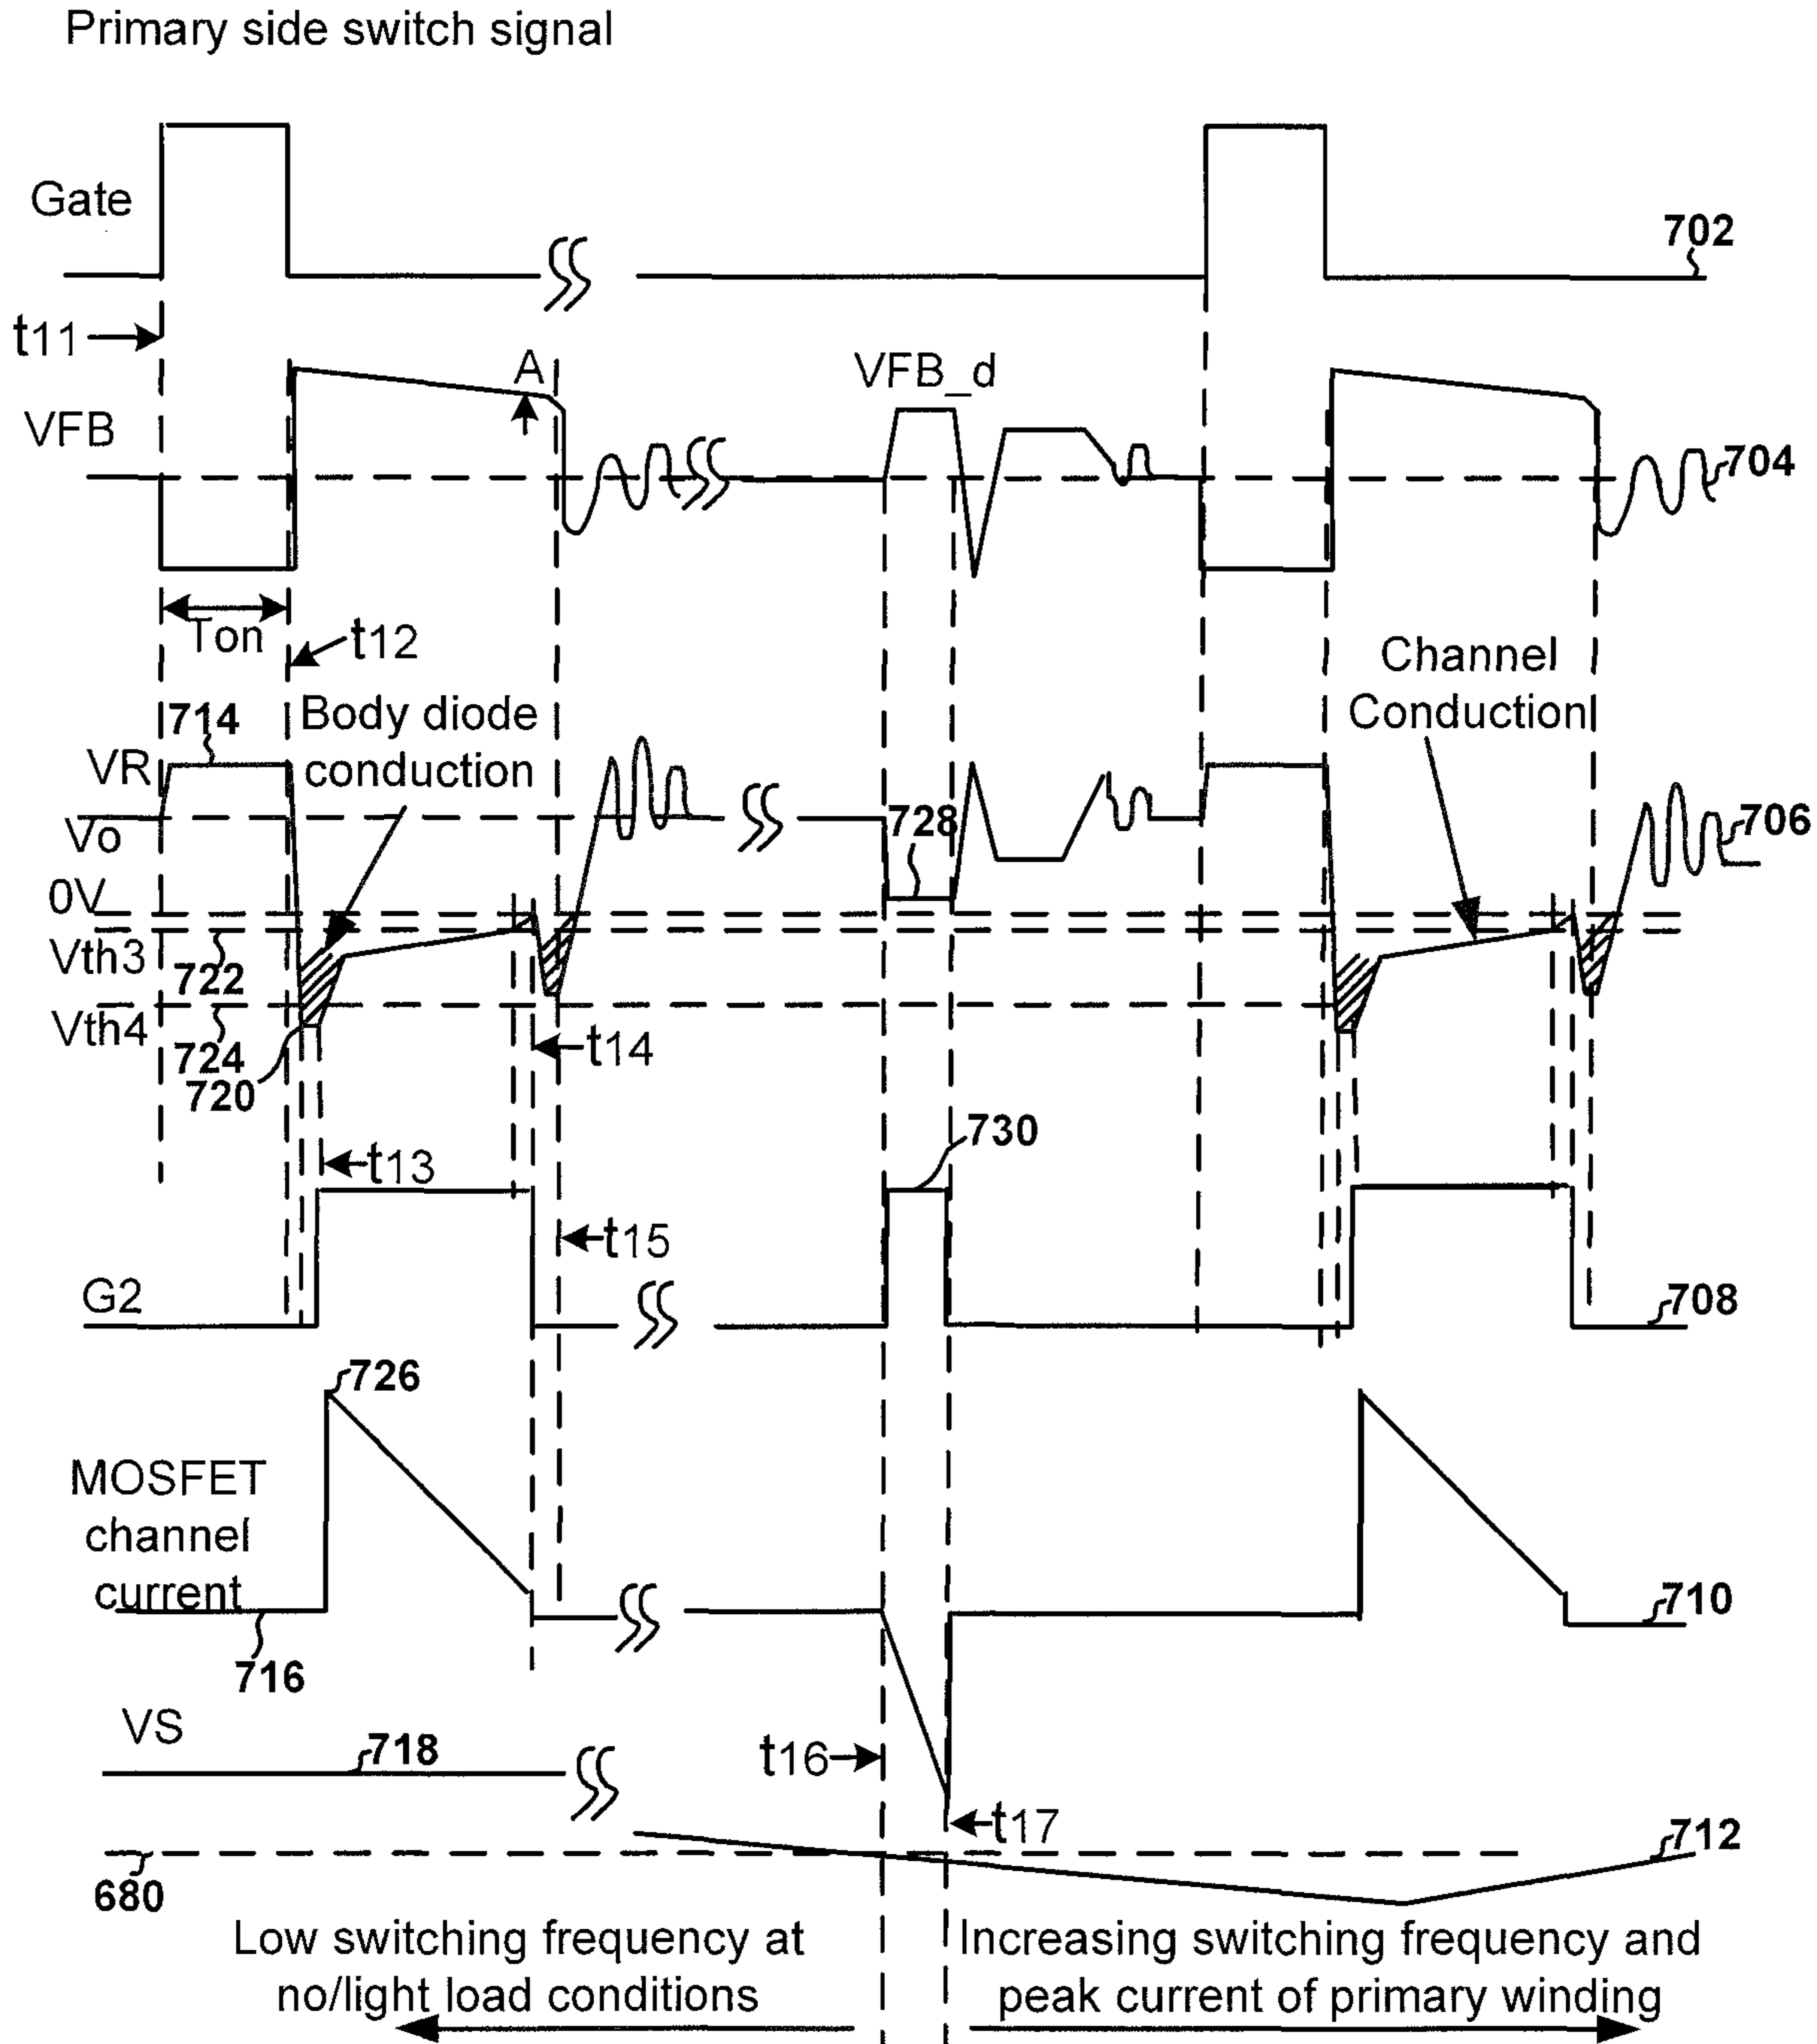 Primary side switch signal
Gate
702
t11
A
VFB_d
VFB
704
Ton
t12
Channel
Conduction
714
Body diode
conduction
VR
Vo
728
706
0V
Vth3
722
Vth4
724
t14
720
730
t13
t15
G2
708
726
MOSFET
channel
current
710
716
VS
718
t16
t17
712
680
Low switching frequency at
no/light load conditions
Increasing switching frequency and
peak current of primary winding